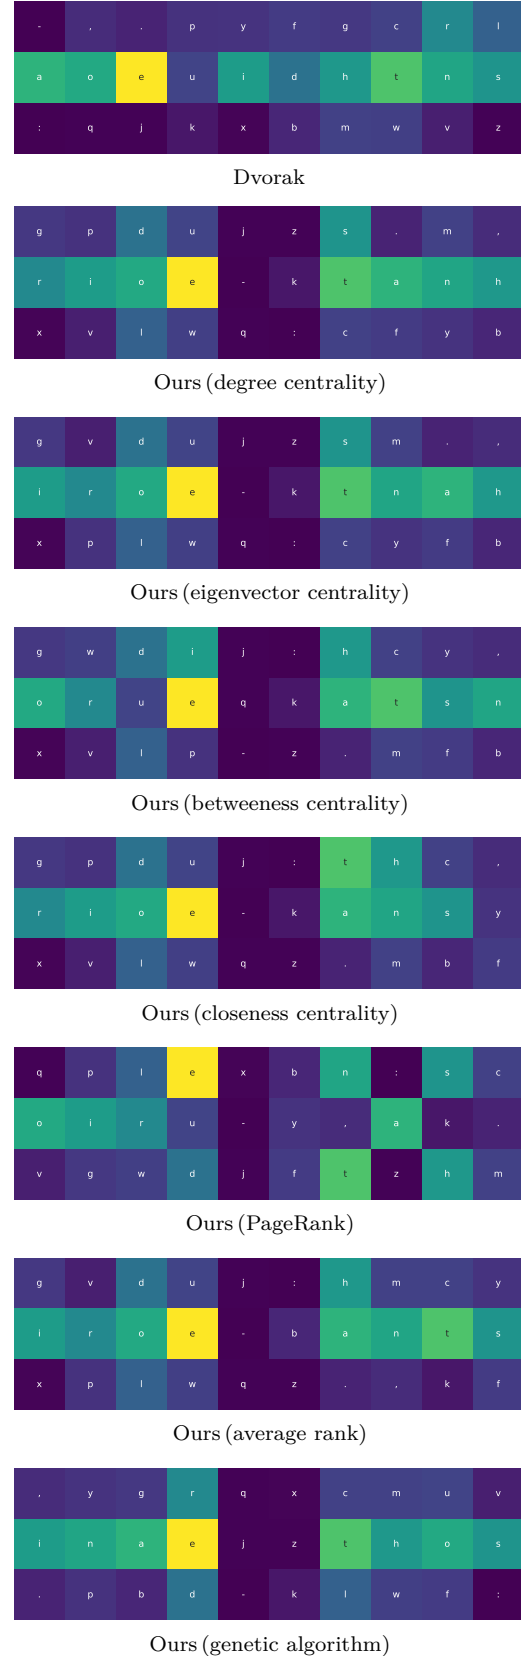 - , . p y f g c r l
a o e u i d h t n s
: q j k x b m w v z
Dvorak
g p d u j z s . m ,
r i o e - k t a n h
x v l w q : c f y b
Ours (degree centrality)
g v d u j z s m . ,
i r o e - k t n a h
x p l w q : c y f b
Ours (eigenvector centrality)
g w d i j : h c y ,
o r u e q k a t s n
x v l p - z . m f b
Ours (betweeness centrality)
g p d u j : t h c ,
r i o e - k a n s y
x v l w q z . m b f
Ours (closeness centrality)
q p l e x b n : s c
o i r u - y , a k .
v g w d j f t z h m
Ours (PageRank)
g v d u j : h m c y
i r o e - b a n t s
x p l w q z . , k f
Ours (average rank)
, y g r q x c m u v
i n a e j z t h o s
. p b d - k l w f :
Ours (genetic algorithm)